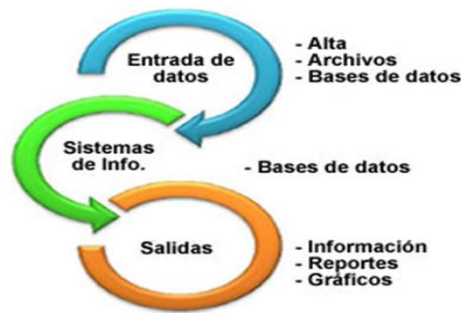 Entrada de
datos
- Alta
- Archivos
- Bases de datos
Sistemas
de Info.
- Bases de datos
Salidas
- Información
- Reportes
- Gráficos